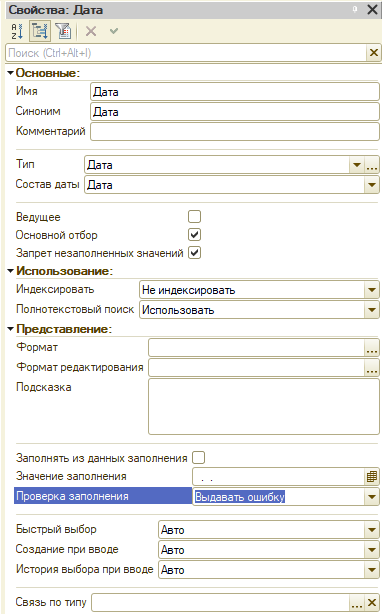 Свойства: Дата
Поиск (Ctrl+Alt+I)
Основные:
Имя Дата
Синоним Дата
Комментарий
Тип Дата ...
Состав даты Дата
Ведущее
Основной отбор
Запрет незаполненных значений
Использование:
Индексировать Не индексировать
Полнотекстовый поиск Использовать
Представление:
Формат ...
Формат редактирования ...
Подсказка
Заполнять из данных заполнения
Значение заполнения . .
Проверка заполнения Выдавать ошибку
Быстрый выбор Авто
Создание при вводе Авто
История выбора при вводе Авто
Связь по типу ...